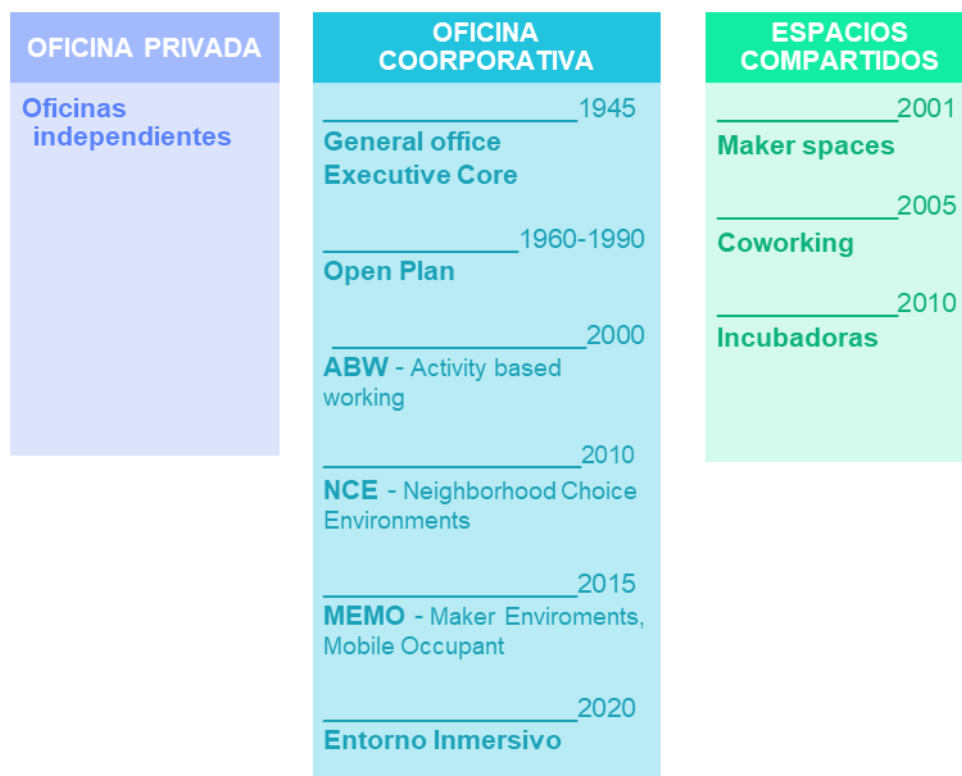 OFICINA PRIVADA
Oficinas
independientes
OFICINA
COORPORATIVA
1945
General office
Executive Core
1960-1990
Open Plan
2000
ABW - Activity based
working
2010
NCE - Neighborhood Choice
Environments
2015
MEMO - Maker Enviroments,
Mobile Occupant
2020
Entorno Inmersivo
ESPACIOS
COMPARTIDOS
2001
Maker spaces
2005
Coworking
2010
Incubadoras